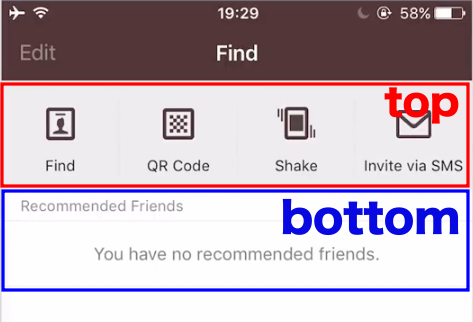 19:29
58%
Edit
Find
top
Find
QR Code
Shake
Invite via SMS
Recommended Friends
bottom
You have no recommended friends.